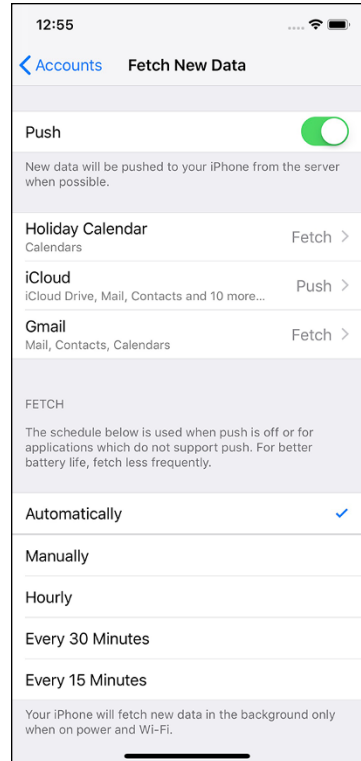 12:55
Accounts Fetch New Data
Push
New data will be pushed to your iPhone from the server
when possible.
Holiday Calendar
Calendars
Fetch
iCloud
iCloud Drive, Mail, Contacts and 10 more...
Push
Gmail
Mail, Contacts, Calendars
Fetch
FETCH
The schedule below is used when push is off or for
applications which do not support push. For better
battery life, fetch less frequently.
Automatically
Manually
Hourly
Every 30 Minutes
Every 15 Minutes
Your iPhone will fetch new data in the background only
when on power and Wi-Fi.